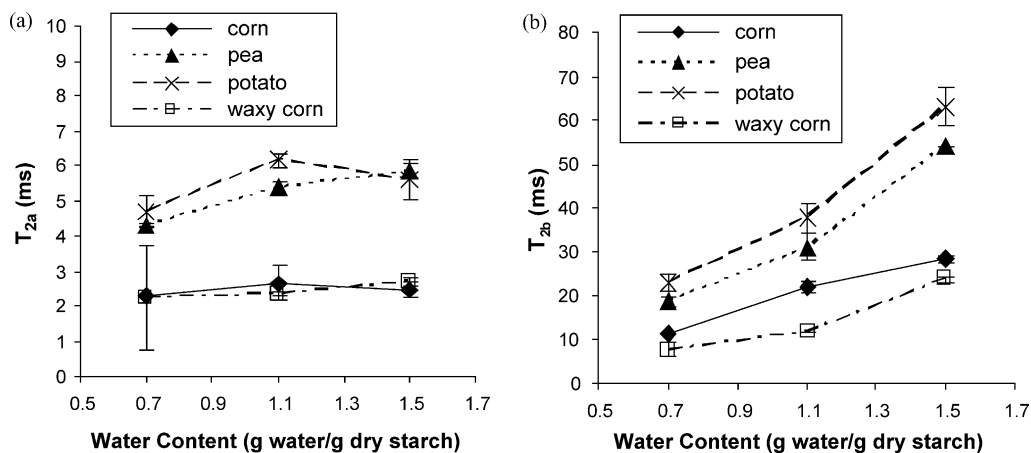 (a)
corn
pea
potato
waxy corn
10
9
8
7
6
5
4
3
2
1
0
T2a (ms)
0.5 0.7 0.9 1.1 1.3 1.5 1.7
Water Content (g water/g dry starch)
(b)
corn
pea
potato
waxy corn
80
70
60
50
40
30
20
10
0
T2b (ms)
0.5 0.7 0.9 1.1 1.3 1.5 1.7
Water Content (g water/g dry starch)